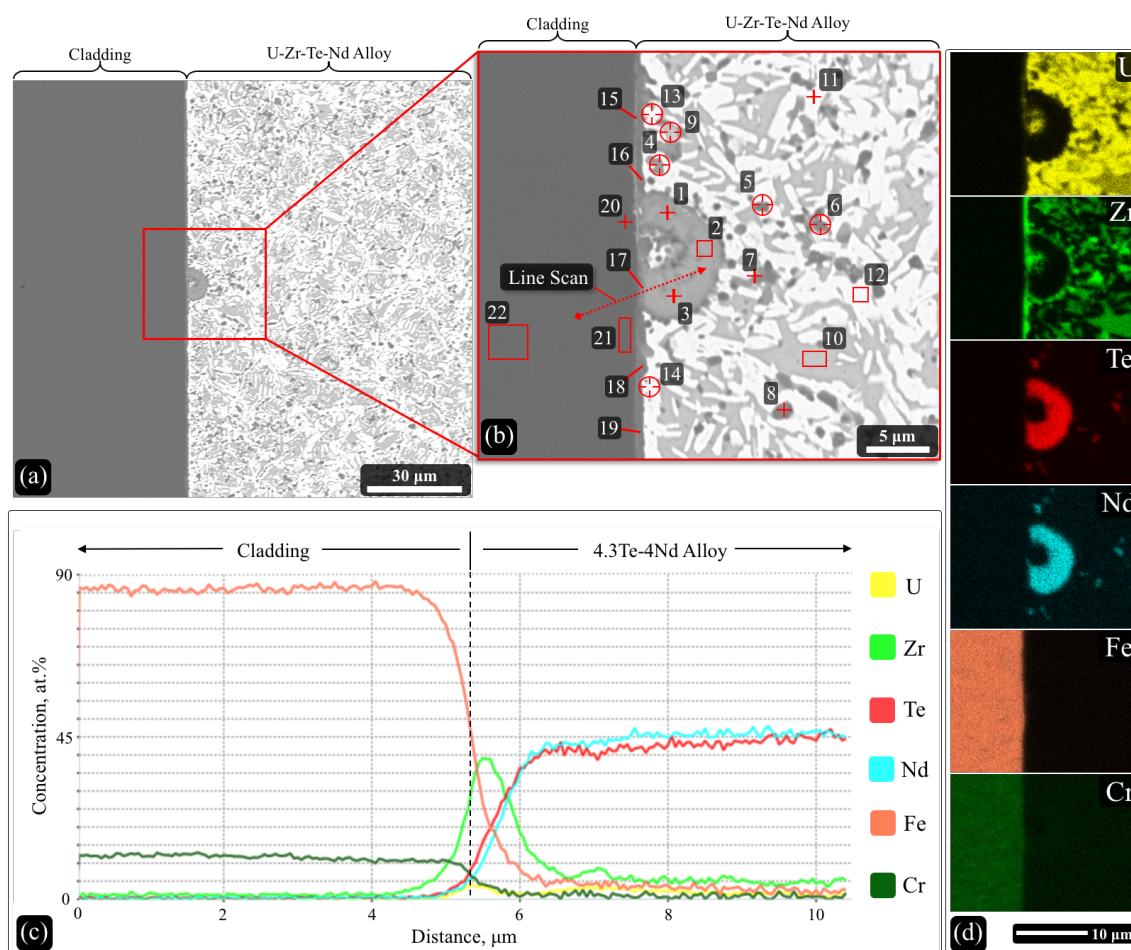 Cladding
U-Zr-Te-Nd Alloy
Cladding
U-Zr-Te-Nd Alloy
15
13
11
9
4
16
5
1
6
20
2
7
17
12
Line Scan
22
3
21
10
18
14
8
19
(b)
5 µm
(a)
30 µm
U
Zr
Te
Nd
Fe
Cr
(d)
10 µm
Cladding
4.3Te-4Nd Alloy
90
45
0
Concentration, at.%
0
2
4
6
8
10
Distance, µm
U
Zr
Te
Nd
Fe
Cr
(c)